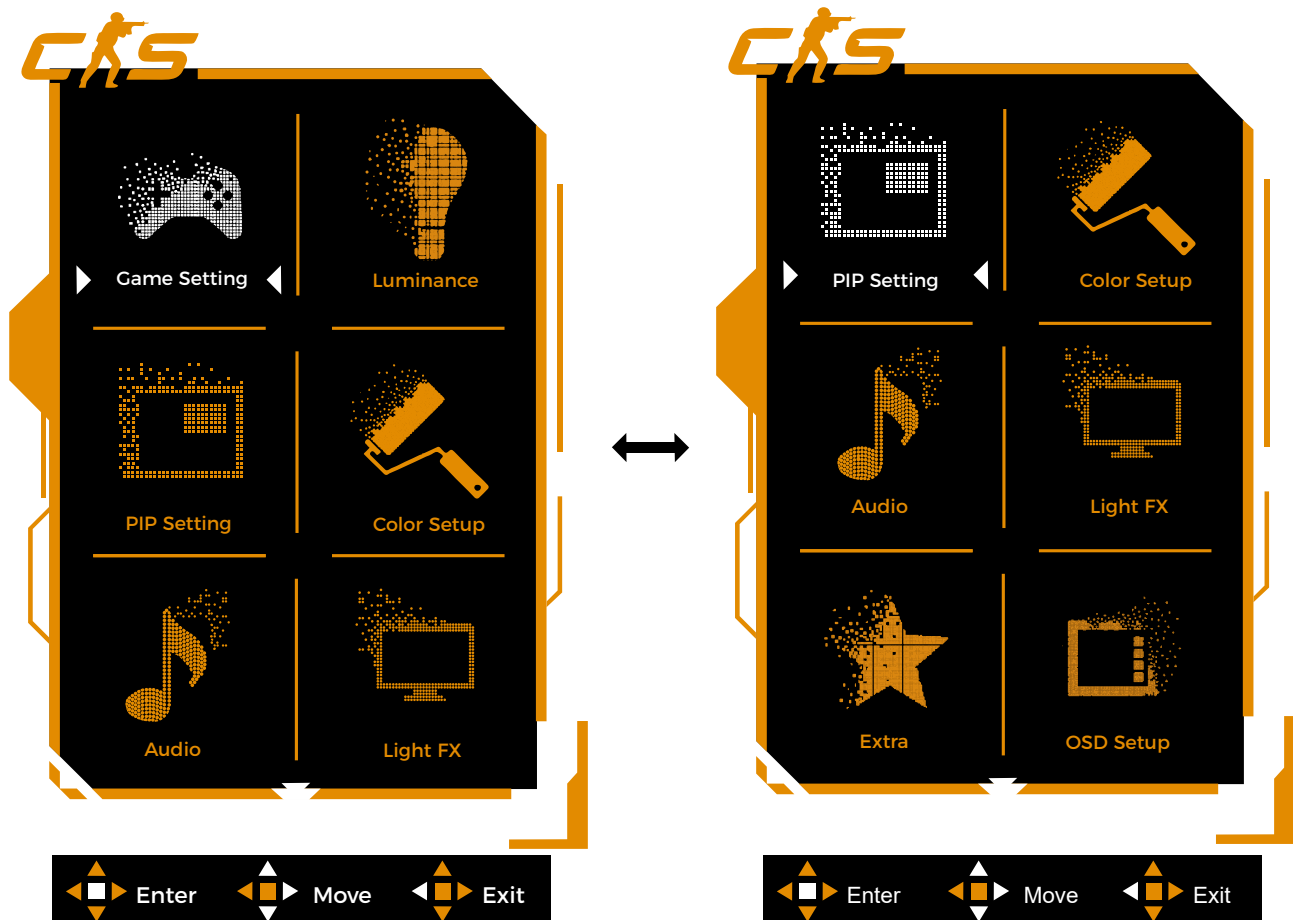 CS
Game Setting
Luminance
PIP Setting
Color Setup
Audio
Light FX
Enter
Move
Exit
CS
PIP Setting
Color Setup
Audio
Light FX
Extra
OSD Setup
Enter
Move
Exit